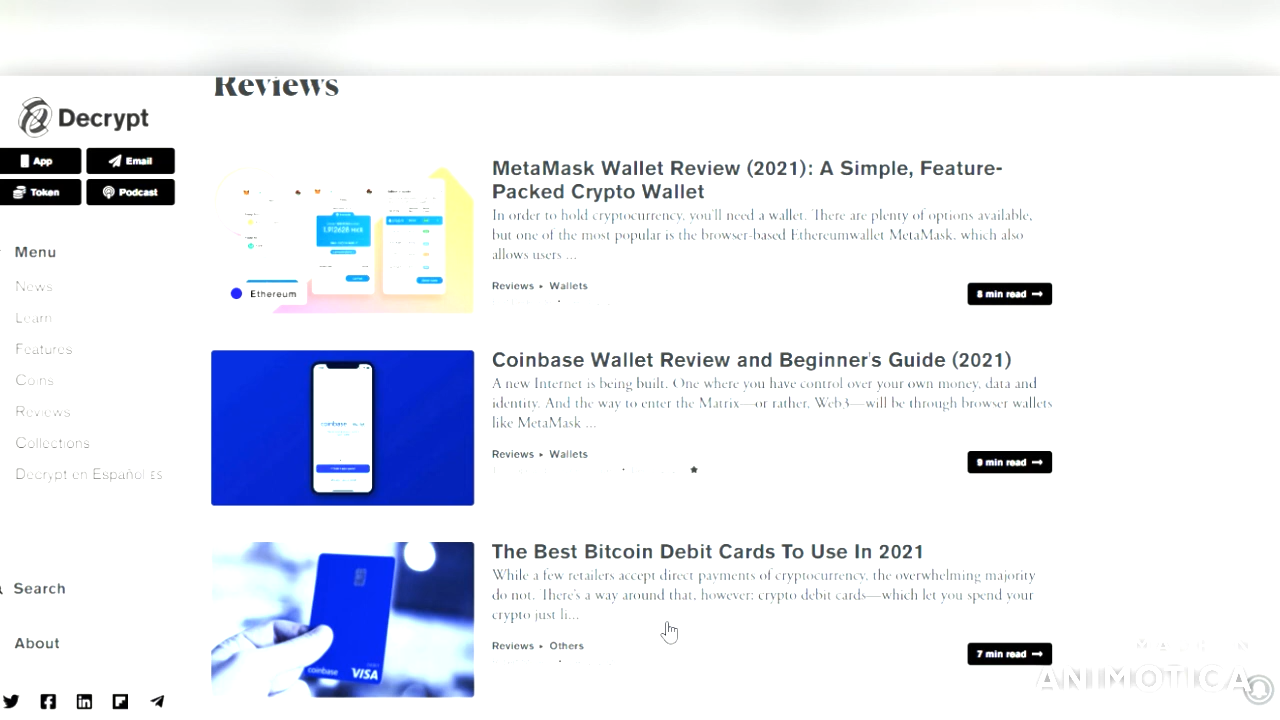 Reviews
Decrypt
App
Email
Token
Podcast
Menu
News
Learn
Features
Coins
Reviews
Collections
Decrypt en Español ES
Search
About
MetaMask Wallet Review (2021): A Simple, Feature-
Packed Crypto Wallet
In order to hold cryptocurrency, you'll need a wallet. There are plenty of options available,
but one of the most popular is the browser-based Ethereumwallet MetaMask, which also
allows users ...
Reviews • Wallets
8 min read
Ethereum
Coinbase Wallet Review and Beginner's Guide (2021)
A new Internet is being built. One where you have control over your own money, data and
identity. And the way to enter the Matrix—or rather, Web3—will be through browser wallets
like MetaMask ...
Reviews • Wallets
9 min read
coinbase
The Best Bitcoin Debit Cards To Use In 2021
While a few retailers accept direct payments of cryptocurrency, the overwhelming majority
do not. There's a way around that, however: crypto debit cards—which let you spend your
crypto just li...
Reviews • Others
7 min read
coinbase
VISA
ANIMOTICA